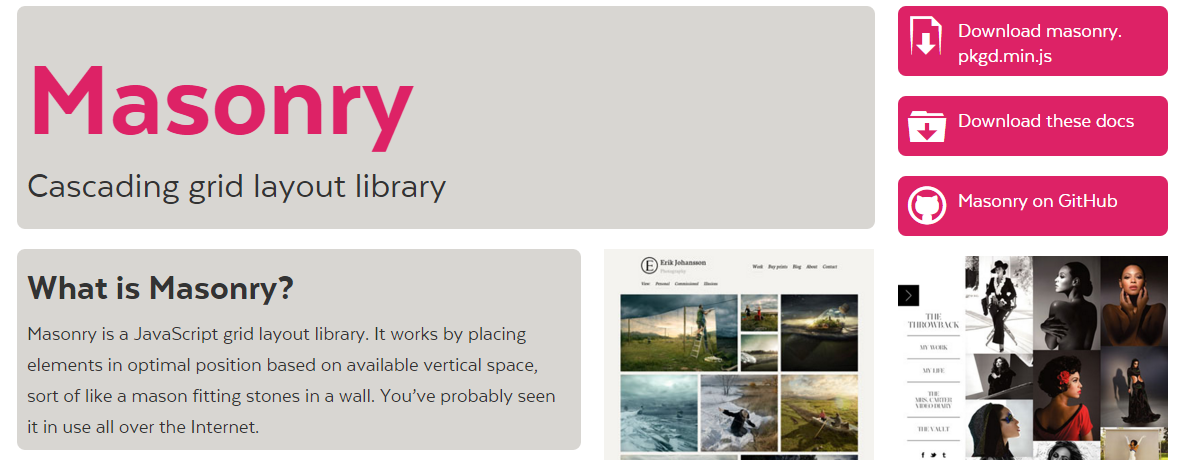 Masonry
Cascading grid layout library
Download masonry.
pkgd.min.js
Download these docs
Masonry on GitHub
What is Masonry?
Masonry is a JavaScript grid layout library. It works by placing
elements in optimal position based on available vertical space,
sort of like a mason fitting stones in a wall. You’ve probably seen
it in use all over the Internet.
Erik Johansson
Photography
Work Buy prints Blog About Contact
View Personal Commissioned Illusions
THE
THROWBACK
MY WORK
MY LIFE
THE
MRS. CARTER
VIDEO DIARY
THE VAULT